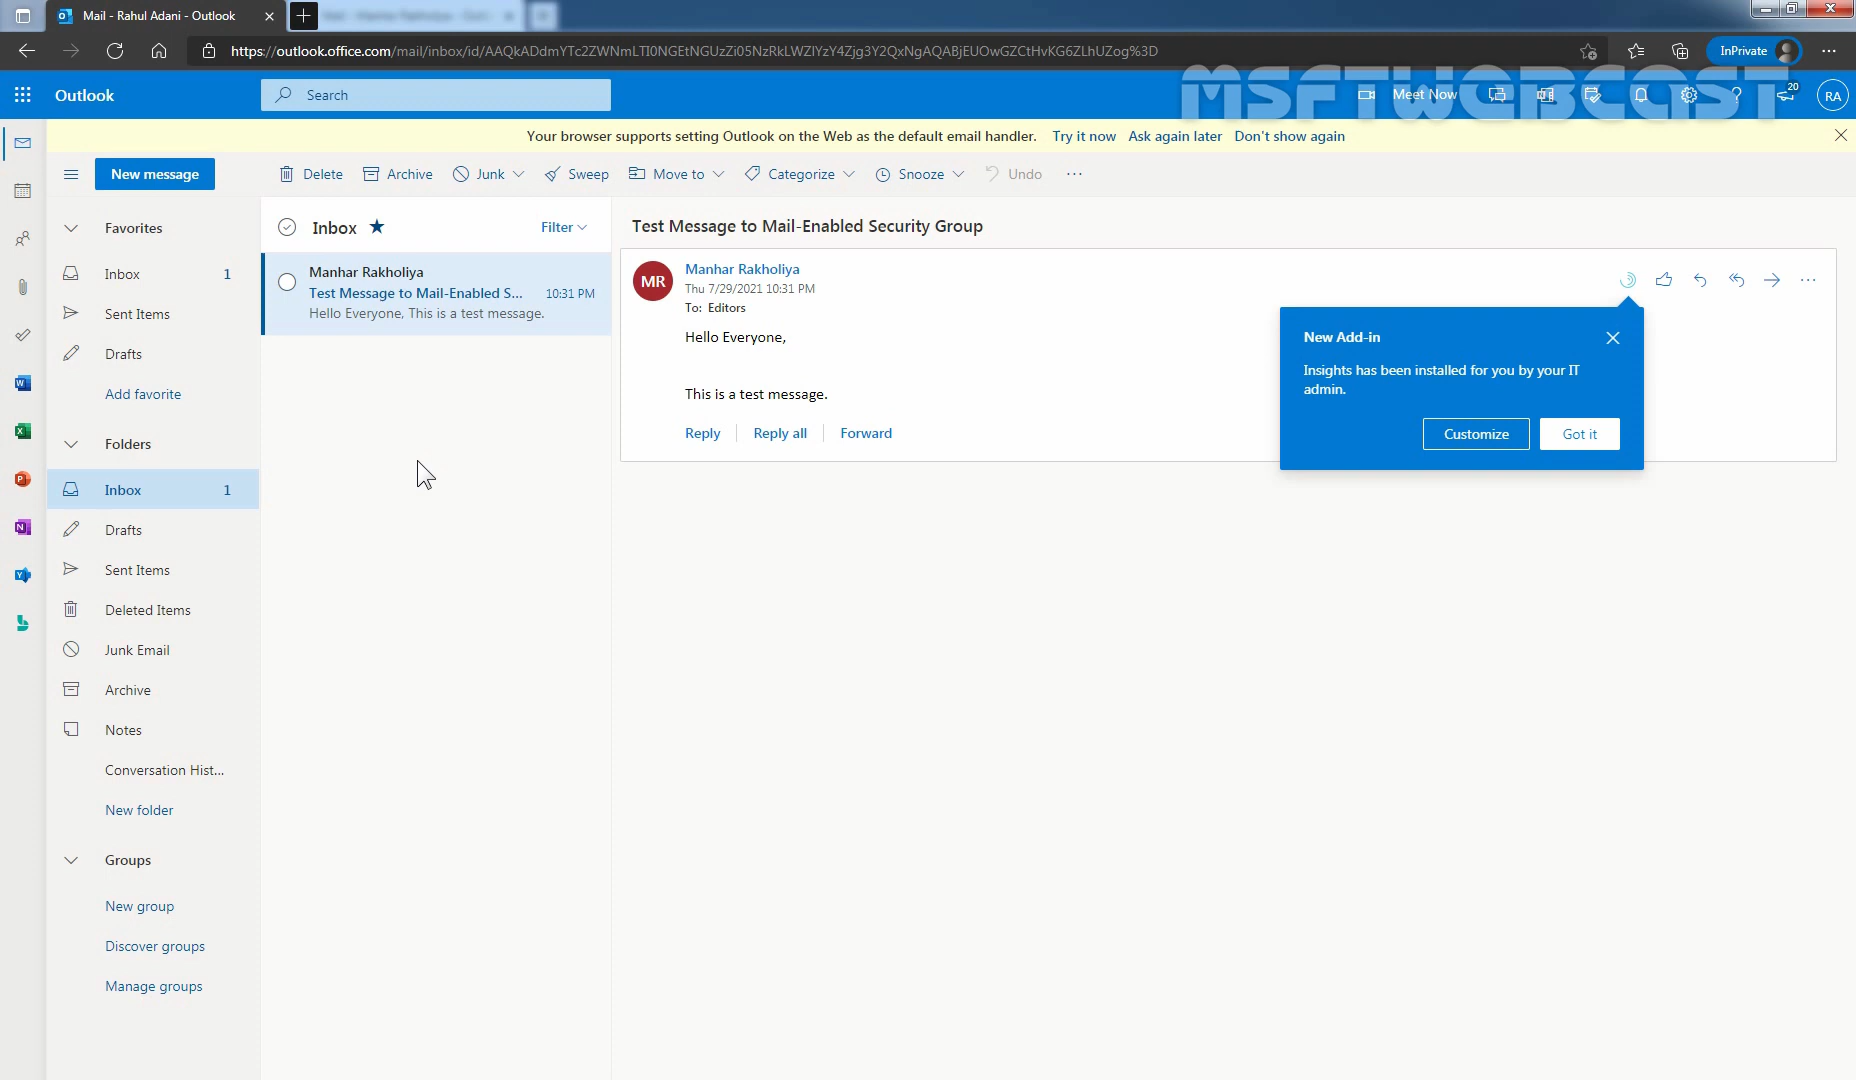 Mail - Rahul Adani - Outlook
https://outlook.office.com/mail/inbox/id/AAQkADdmYTc2ZWNmLTI0NGEtNGUzZi05NzRkLWZlYzY4Zjg3Y2QxNgAQABjEUOwGZCtHvKG6ZLhUZog%3D
InPrivate
MSFTWEBCAST
Outlook
Search
Meet Now
20
RA
Your browser supports setting Outlook on the Web as the default email handler. Try it now Ask again later Don't show again
New message
Delete
Archive
Junk
Sweep
Move to
Categorize
Snooze
Undo
Favorites
Inbox 1
Sent Items
Drafts
Add favorite
Folders
Inbox 1
Drafts
Sent Items
Deleted Items
Junk Email
Archive
Notes
Conversation Hist...
New folder
Groups
New group
Discover groups
Manage groups
Inbox
Filter
Manhar Rakholiya
Test Message to Mail-Enabled S... 10:31 PM
Hello Everyone, This is a test message.
Test Message to Mail-Enabled Security Group
MR
Manhar Rakholiya
Thu 7/29/2021 10:31 PM
To: Editors
Hello Everyone,
This is a test message.
Reply
Reply all
Forward
New Add-in
Insights has been installed for you by your IT
admin.
Customize
Got it